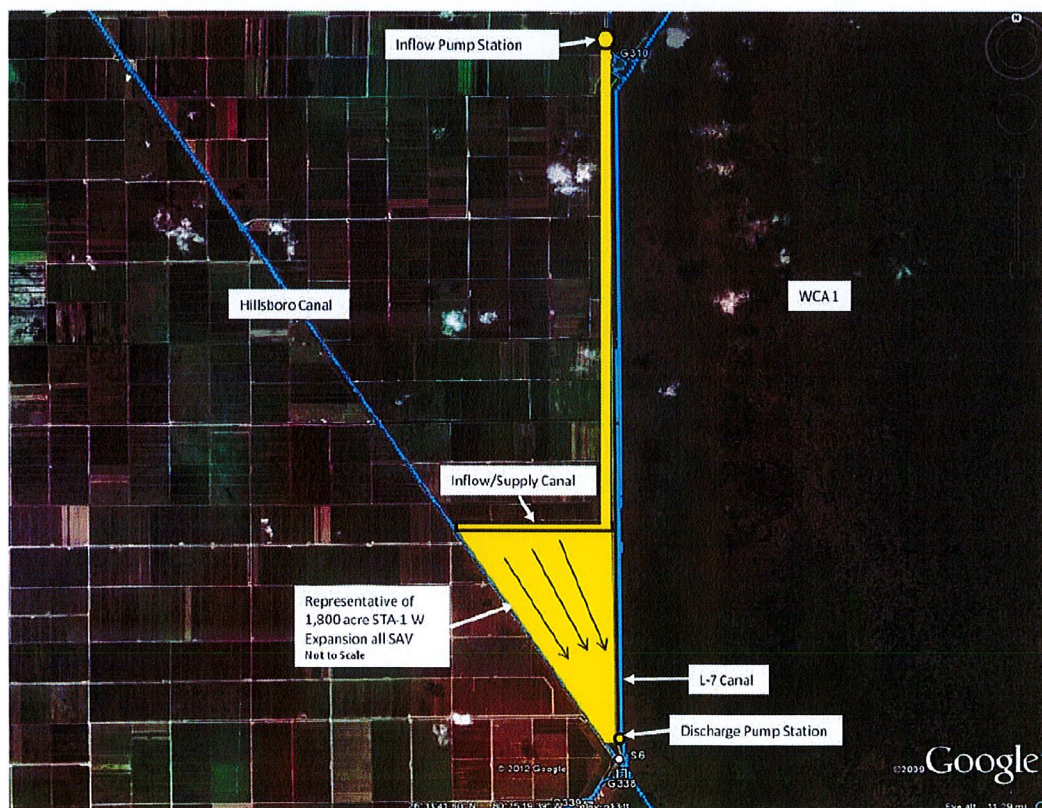 N
Inflow Pump Station
G310
Hillsboro Canal
WCA 1
Inflow/Supply Canal
Representative of
1,800 acre STA-1 W
Expansion all SAV
Not to Scale
L-7 Canal
Discharge Pump Station
S6
© 2012 Google
©2009 Google
G338